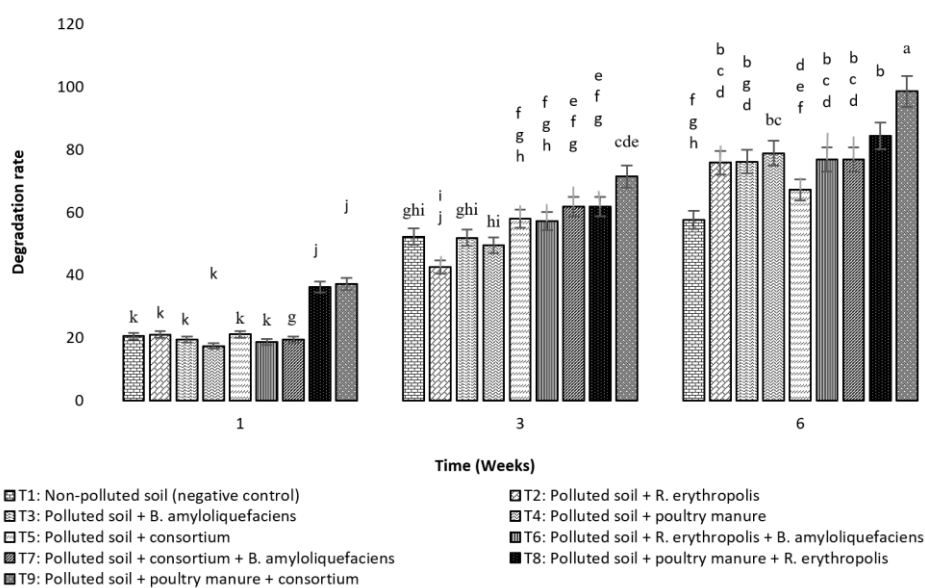 120
100
80
60
40
20
0
Degradation rate
k
k
k
k
k
k
g
j
j
ghi
i
j
ghi
hi
f
g
h
f
g
h
e
f
g
e
f
g
cde
f
g
h
b
c
d
b
g
d
bc
d
e
f
b
c
d
b
c
d
b
a
1 3 6
Time (Weeks)
T1: Non-polluted soil (negative control)
T2: Polluted soil + R. erythropolis
T3: Polluted soil + B. amyloliquefaciens
T4: Polluted soil + poultry manure
T5: Polluted soil + consortium
T6: Polluted soil + R. erythropolis + B. amyloliquefaciens
T7: Polluted soil + consortium + B. amyloliquefaciens
T8: Polluted soil + poultry manure + R. erythropolis
T9: Polluted soil + poultry manure + consortium